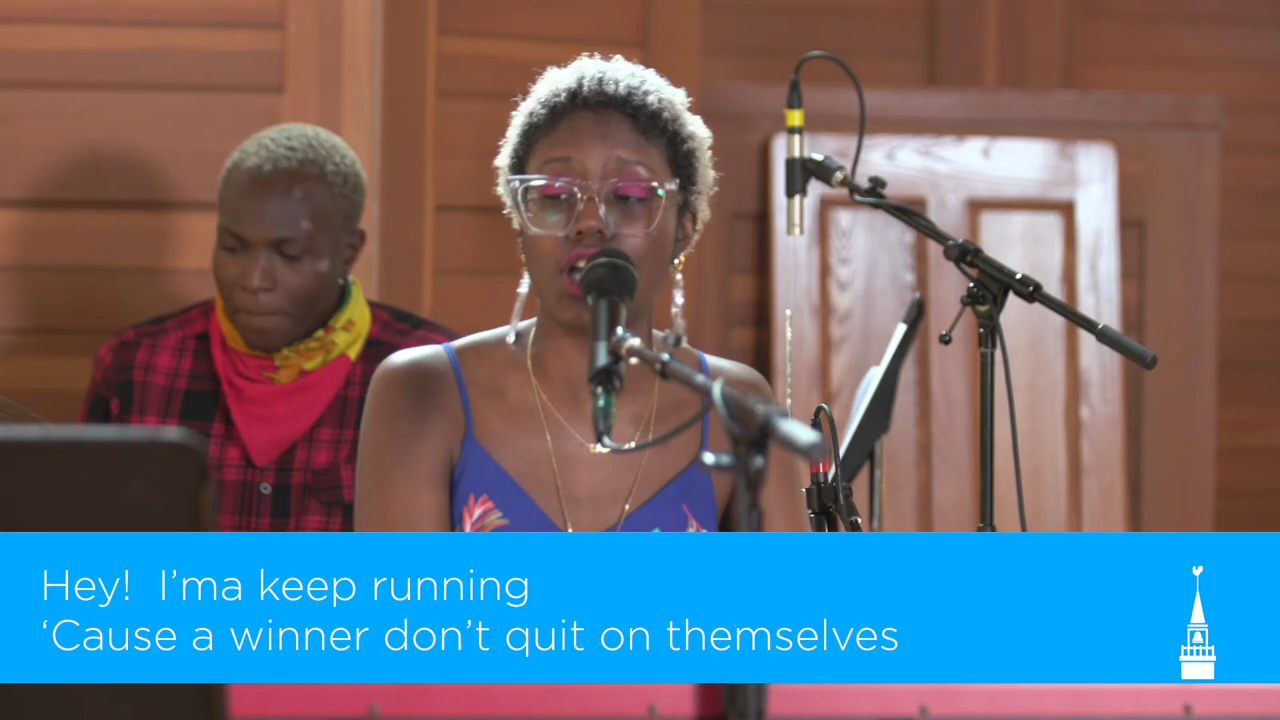 Hey!  I’ma keep running
‘Cause a winner don’t quit on themselves